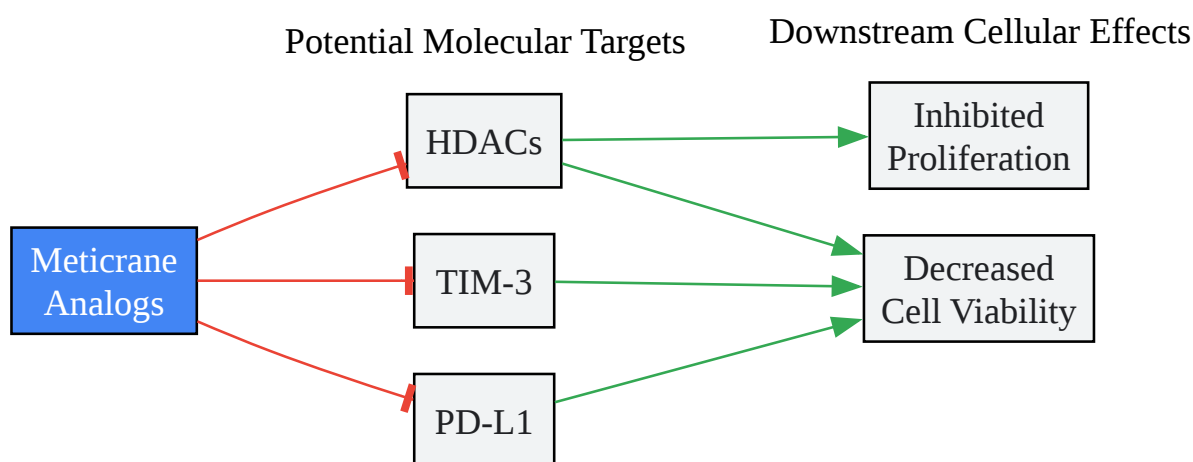 Potential Molecular Targets
Downstream Cellular Effects
Meticrane
Analogs
HDACs
TIM-3
PD-L1
Inhibited
Proliferation
Decreased
Cell Viability